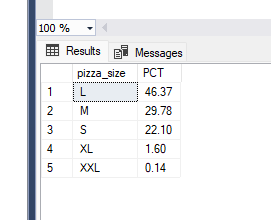 100 %
Results Messages
pizza_size PCT
1 L 46.37
2 M 29.78
3 S 22.10
4 XL 1.60
5 XXL 0.14